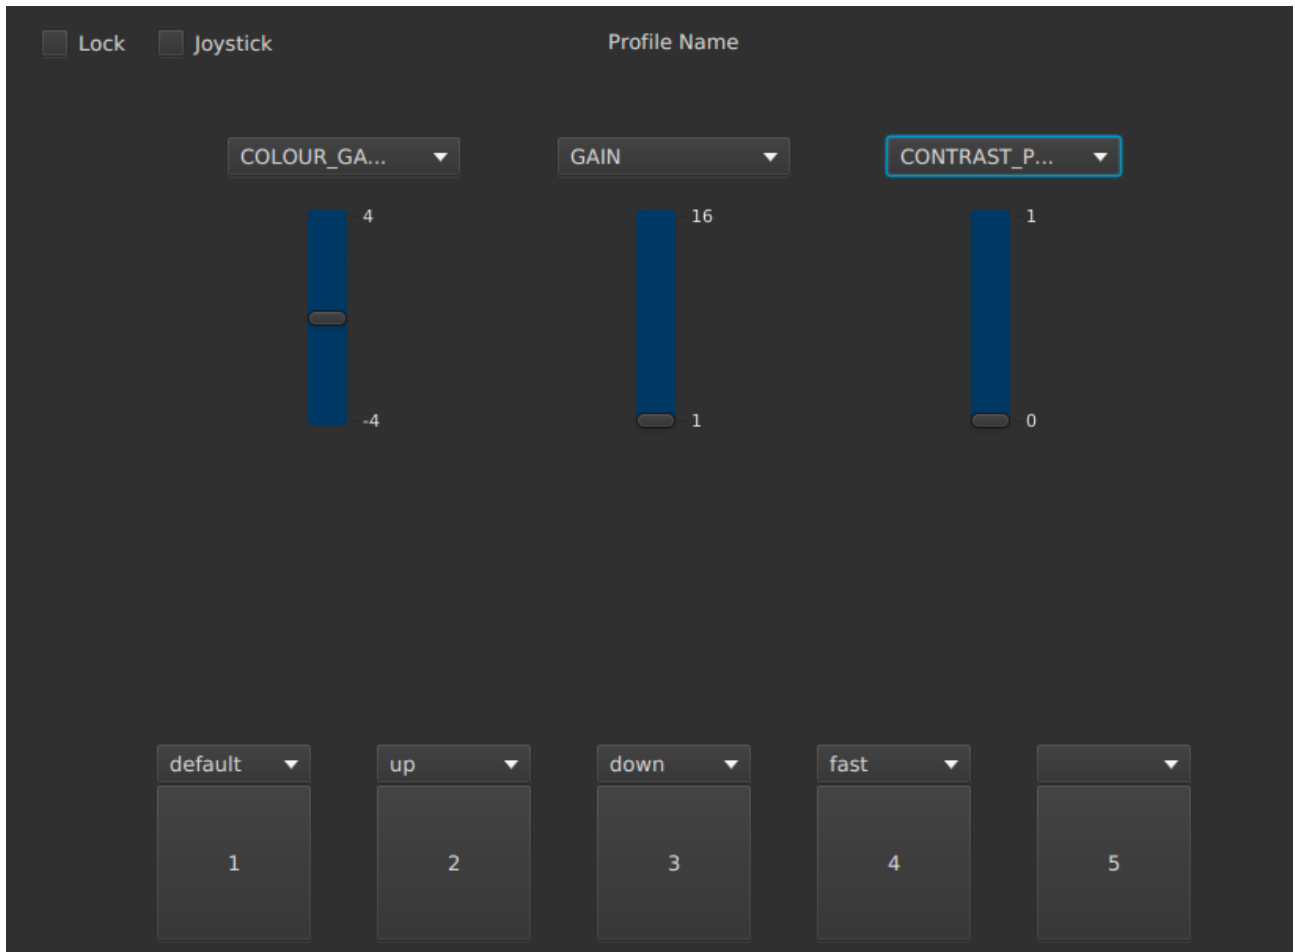 Lock Joystick Profile Name
COLOUR_GA... GAIN CONTRAST_P...
4 16 1
-4 1 0
default up down fast
1 2 3 4 5